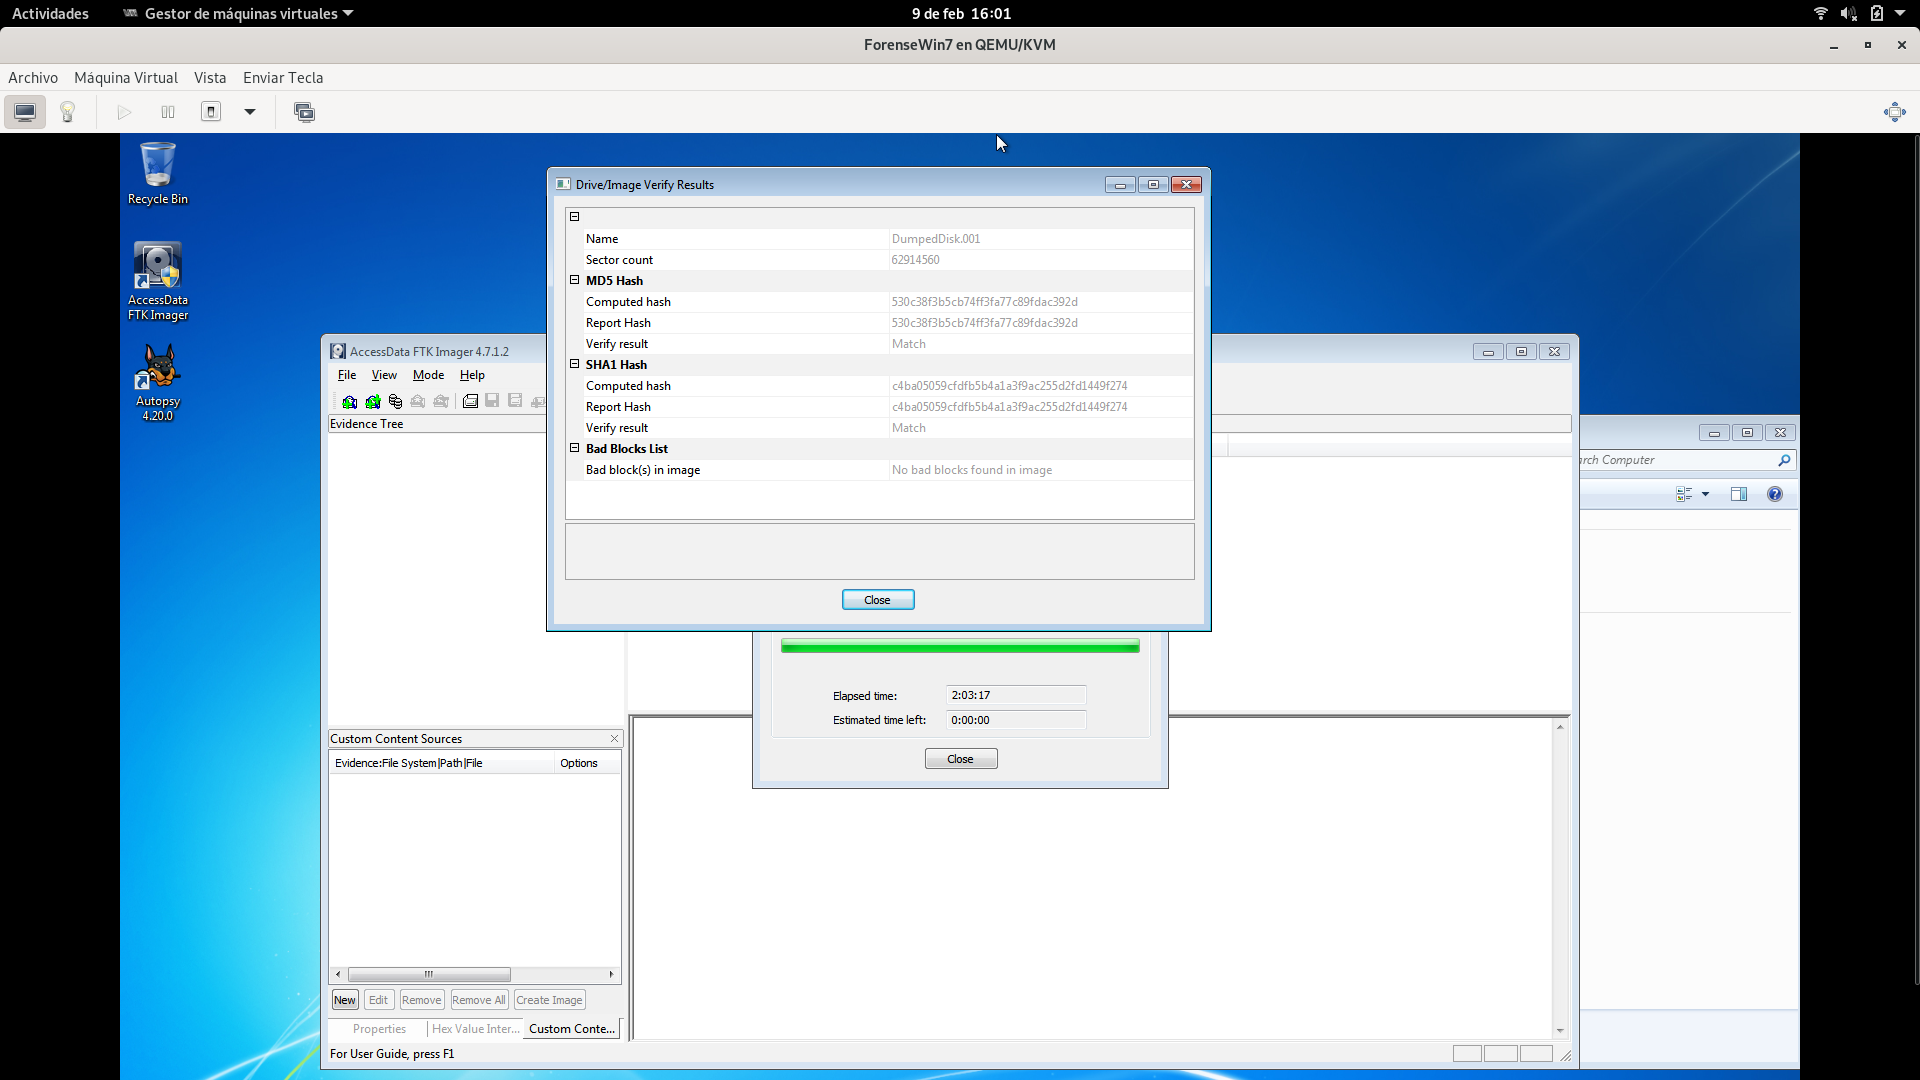 Actividades
Gestor de máquinas virtuales
9 de feb 16:01
ForenseWin7 en QEMU/KVM
Archivo Máquina Virtual Vista Enviar Tecla
Recycle Bin
AccessData
FTK Imager
Autopsy
4.20.0
Drive/Image Verify Results
Name DumpedDisk.001
Sector count 62914560
MD5 Hash
Computed hash 530c38f3b5cb74ff3fa77c89fdac392d
Report Hash 530c38f3b5cb74ff3fa77c89fdac392d
Verify result Match
SHA1 Hash
Computed hash c4ba05059cfdfb5b4a1a3f9ac255d2fd1449f274
Report Hash c4ba05059cfdfb5b4a1a3f9ac255d2fd1449f274
Verify result Match
Bad Blocks List
Bad block(s) in image No bad blocks found in image
Close
AccessData FTK Imager 4.7.1.2
File View Mode Help
Evidence Tree
rch Computer
Elapsed time: 2:03:17
Estimated time left: 0:00:00
Close
Custom Content Sources
Evidence:File System|Path|File Options
New Edit Remove Remove All Create Image
Properties Hex Value Inter... Custom Conte...
For User Guide, press F1